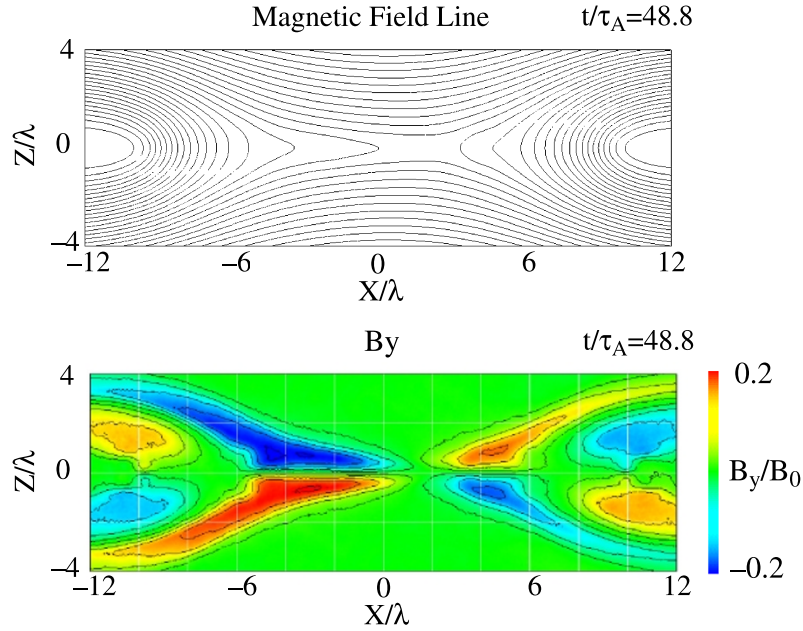 Magnetic Field Line t/τA=48.8
4
Z/λ
0
−4
−12 −6 0 6 12
X/λ
By t/τA=48.8
4
Z/λ
0
−4
−12 −6 0 6 12
X/λ
0.2
By/B0
−0.2